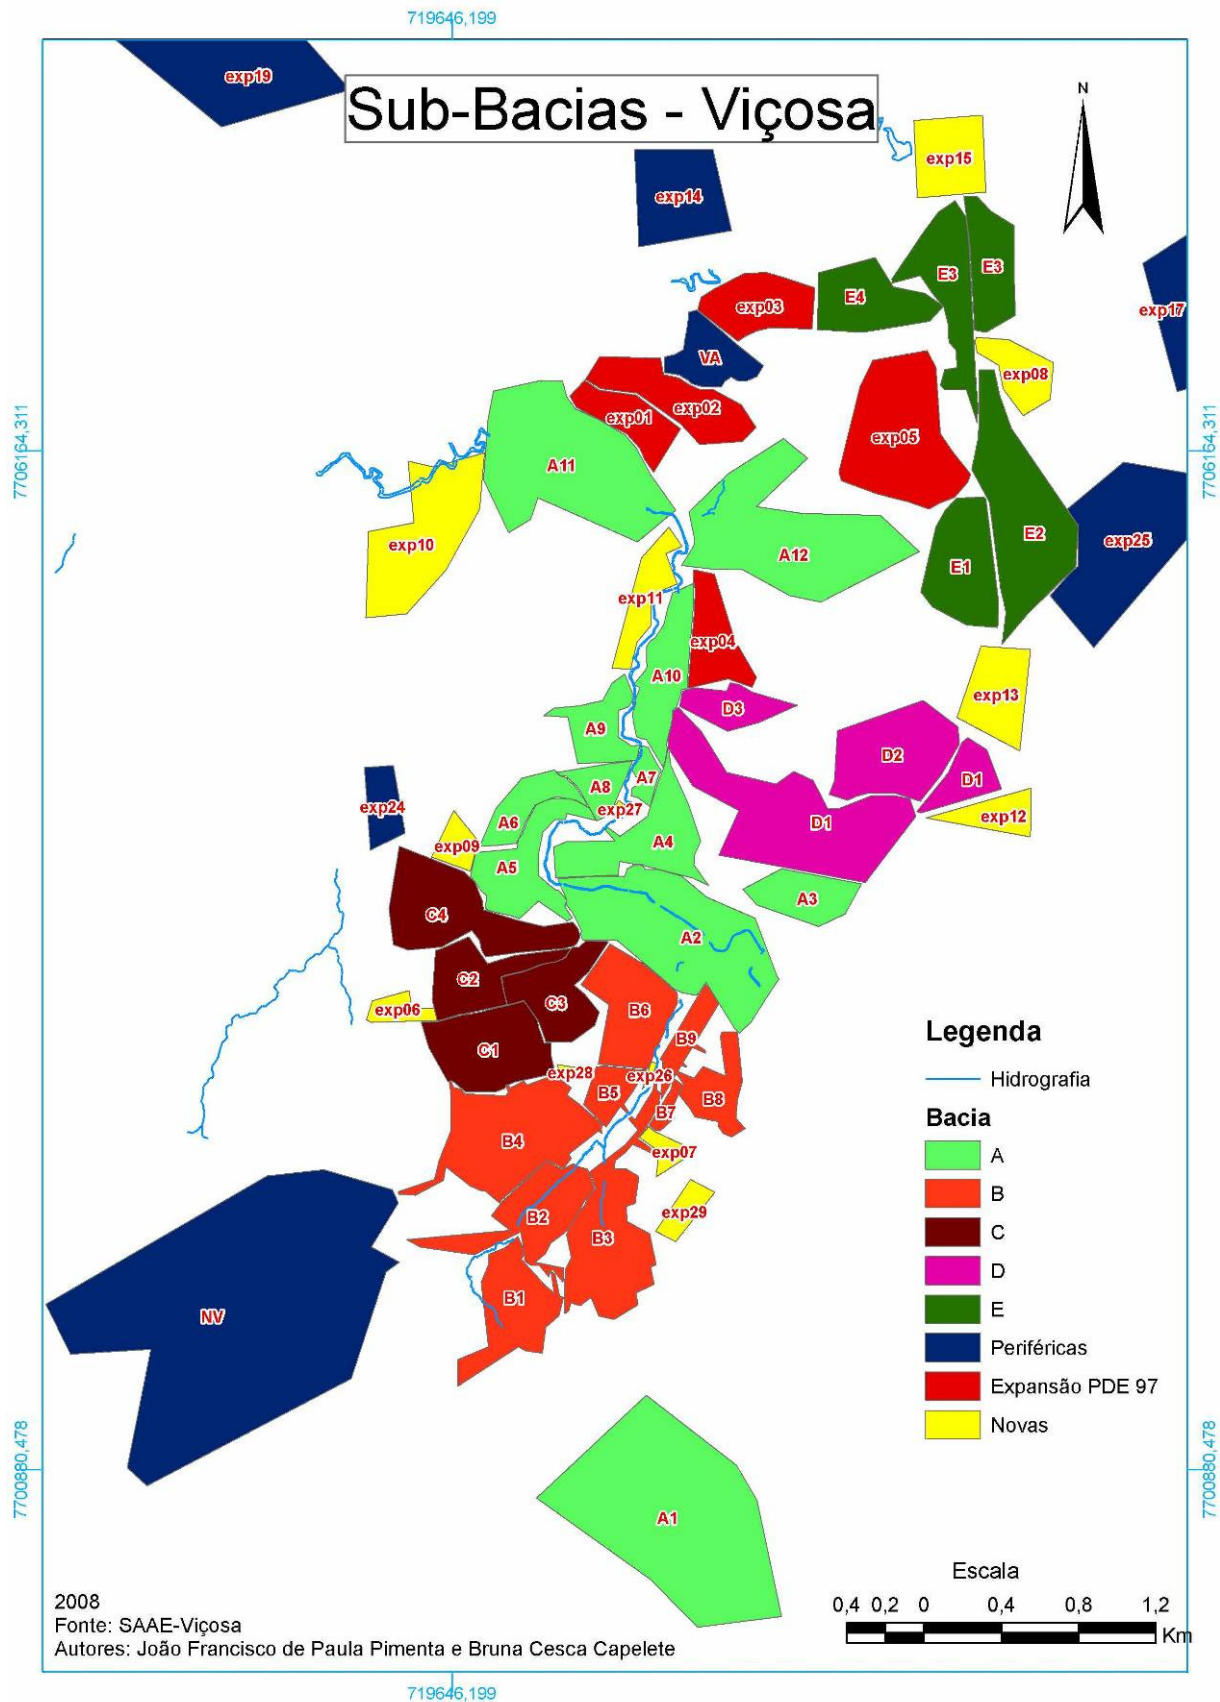 719646,199
exp19
Sub-Bacias - Viçosa
N
exp15
exp14
E3
E3
E4
exp03
exp17
VA
exp08
exp02
exp01
exp05
7706164,311
7706164,311
A11
exp10
A12
E2
exp25
E1
exp11
exp04
A10
exp13
D3
A9
D2
A7
D1
A8
exp24
exp27
exp12
A6
D1
A4
exp09
A5
A3
C4
A2
C2
C3
exp06
B6
B9
C1
exp28
exp26
B5
B8
B7
B4
exp07
exp29
B2
B3
B1
NV
Legenda
Hidrografia
Bacia
A
B
C
D
E
Periféricas
Expansão PDE 97
Novas
7700880,478
7700880,478
A1
Escala
0,4 0,2 0 0,4 0,8 1,2
Km
2008
Fonte: SAAE-Viçosa
Autores: João Francisco de Paula Pimenta e Bruna Cesca Capelete
719646,199